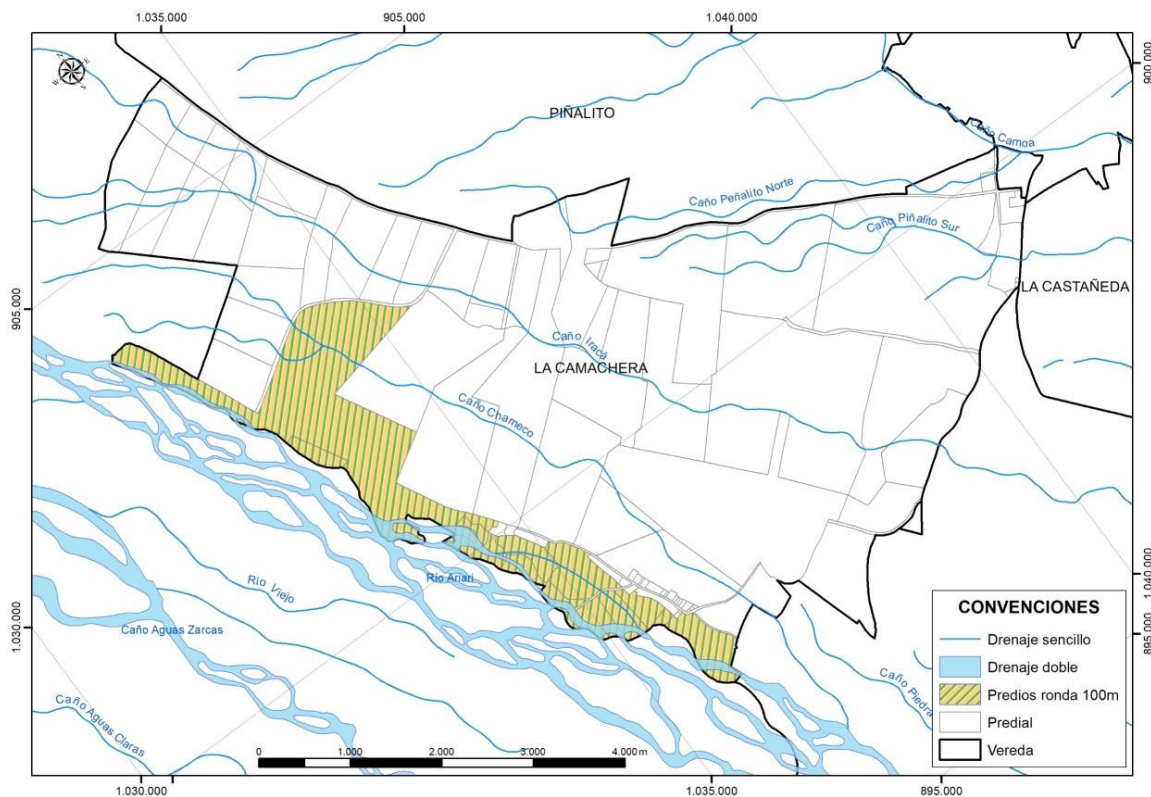 1.035.000
905.000
1.040.000
900.000
N
E
W
S
PIÑALITO
Caño Camoa
Caño Peñalito Norte
Caño Piñalito Sur
LA CASTAÑEDA
905.000
Caño Iracá
LA CAMACHERA
Caño Chameco
Río Ariari
Río Viejo
Caño Aguas Zarcas
Caño Aguas Claras
Caño Piedra
1.030.000
1.040.000
895.000
CONVENCIONES
Drenaje sencillo
Drenaje doble
Predios ronda 100m
Predial
Vereda
0 1.000 2.000 3.000 4.000 m
1.030.000
1.035.000
895.000